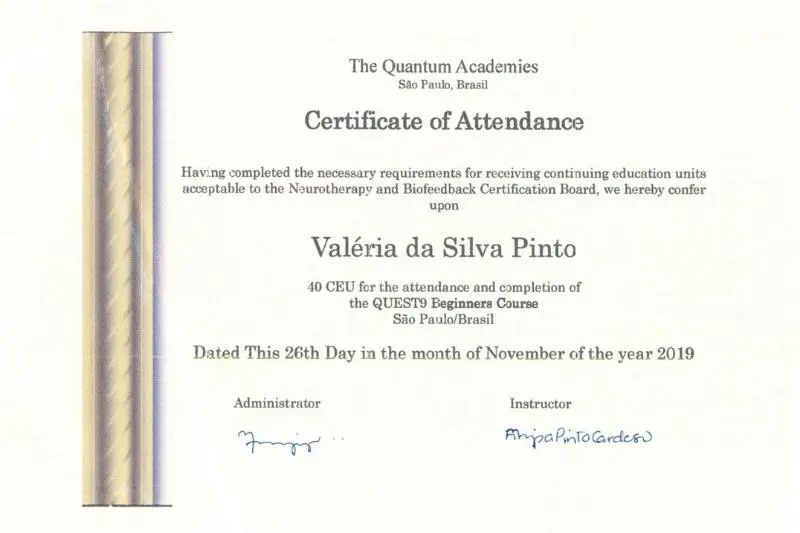 The Quantum Academies
São Paulo, Brasil
Certificate of Attendance
Having completed the necessary requirements for receiving continuing education units
acceptable to the Neurotherapy and Biofeedback Certification Board, we hereby confer
upon
Valéria da Silva Pinto
40 CEU for the attendance and completion of
the QUEST9 Beginners Course
São Paulo/Brasil
Dated This 26th Day in the month of November of the year 2019
Administrator
Instructor
PintoCardoso